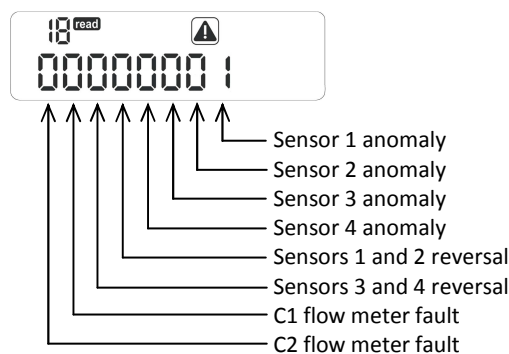 18 read
00000001
Sensor 1 anomaly
Sensor 2 anomaly
Sensor 3 anomaly
Sensor 4 anomaly
Sensors 1 and 2 reversal
Sensors 3 and 4 reversal
C1 flow meter fault
C2 flow meter fault